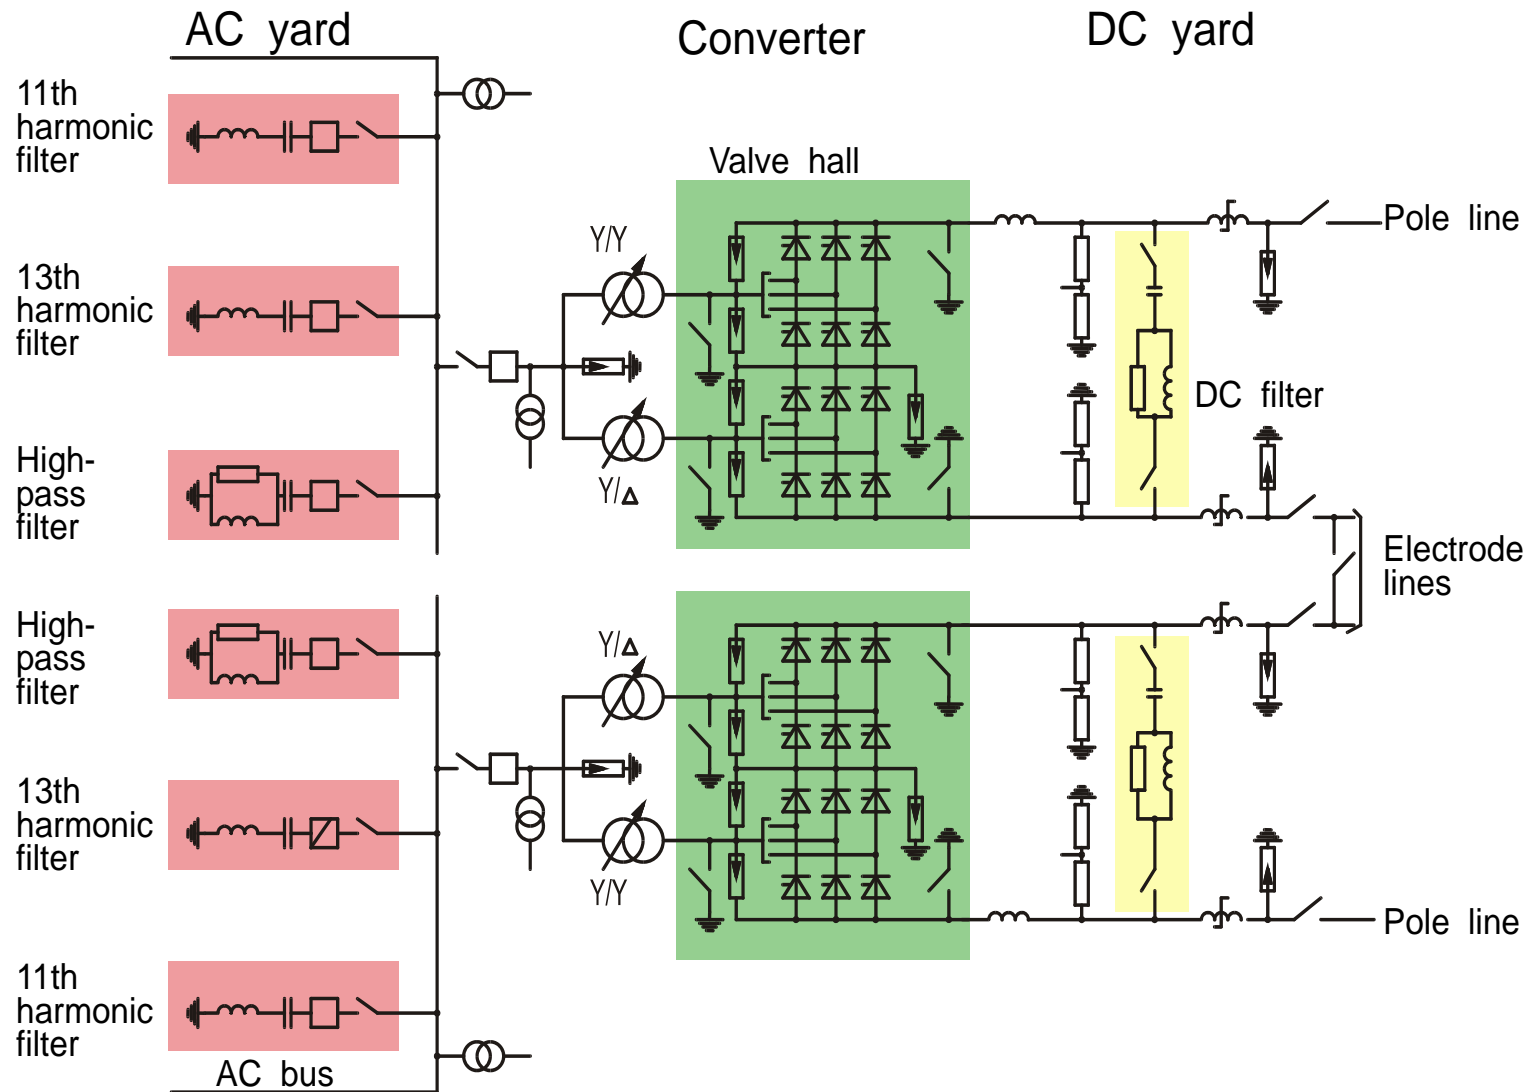 AC yard
Converter
DC yard
11th
harmonic
filter
Valve hall
Y/Y
Pole line
13th
harmonic
filter
DC filter
High-
pass
filter
Y/Δ
Electrode
lines
High-
pass
filter
Y/Δ
13th
harmonic
filter
Y/Y
Pole line
11th
harmonic
filter
AC bus